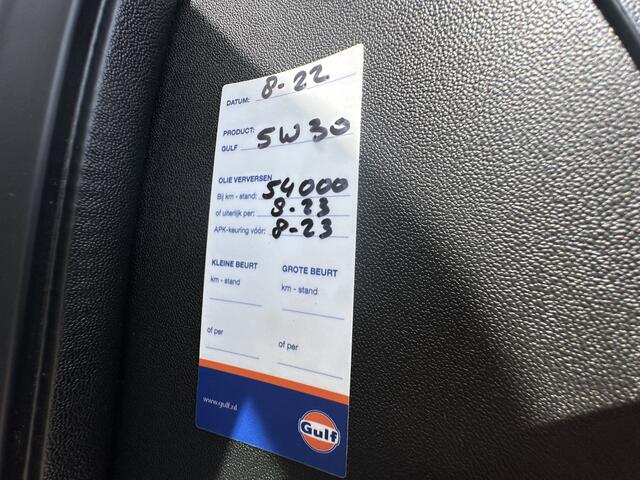 DATUM: 8-22
PRODUCT:
GULF 5W30
OLIE VERVERSEN
Bij km - stand: 54000
of uiterlijk per: 8-23
APK-keuring vóór: 8-23
KLEINE BEURT GROTE BEURT
km - stand km - stand
of per of per
www.gulf.nl
Gulf